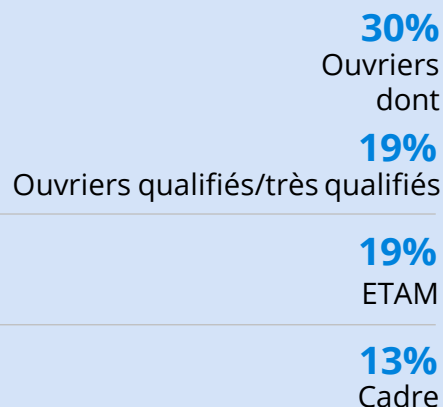 30%
Ouvriers
dont
19%
Ouvriers qualifiés/très qualifiés
19%
ETAM
13%
Cadre